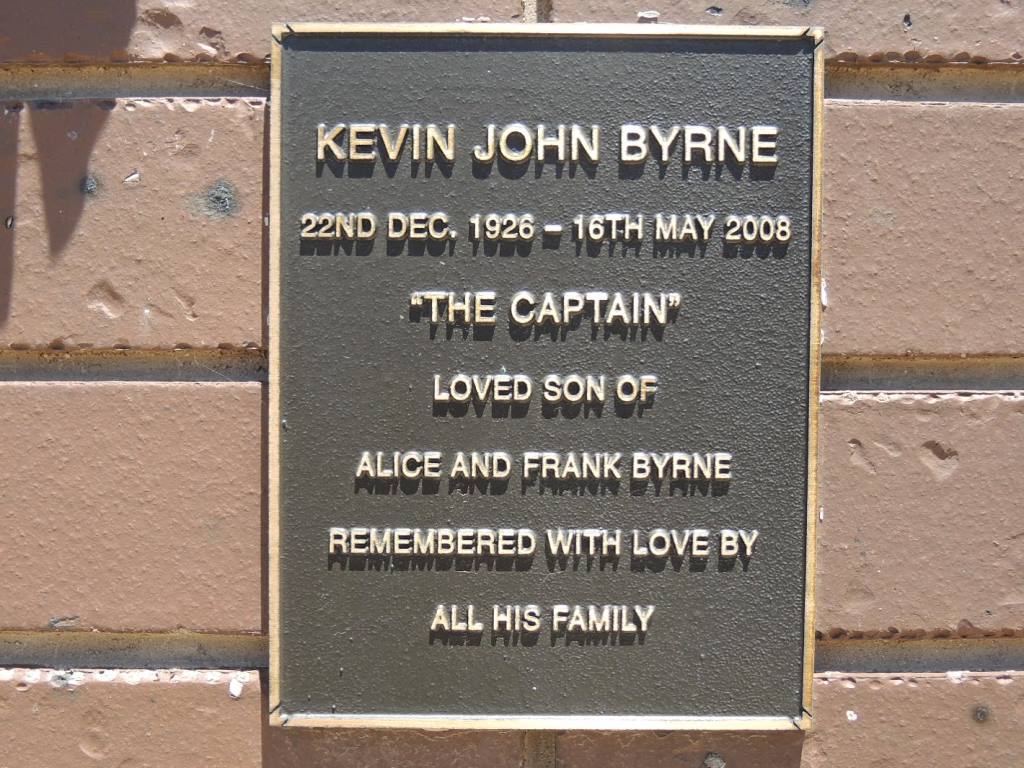 KEVIN JOHN BYRNE
22ND DEC. 1926 – 16TH MAY 2008
“THE CAPTAIN”
LOVED SON OF
ALICE AND FRANK BYRNE
REMEMBERED WITH LOVE BY
ALL HIS FAMILY